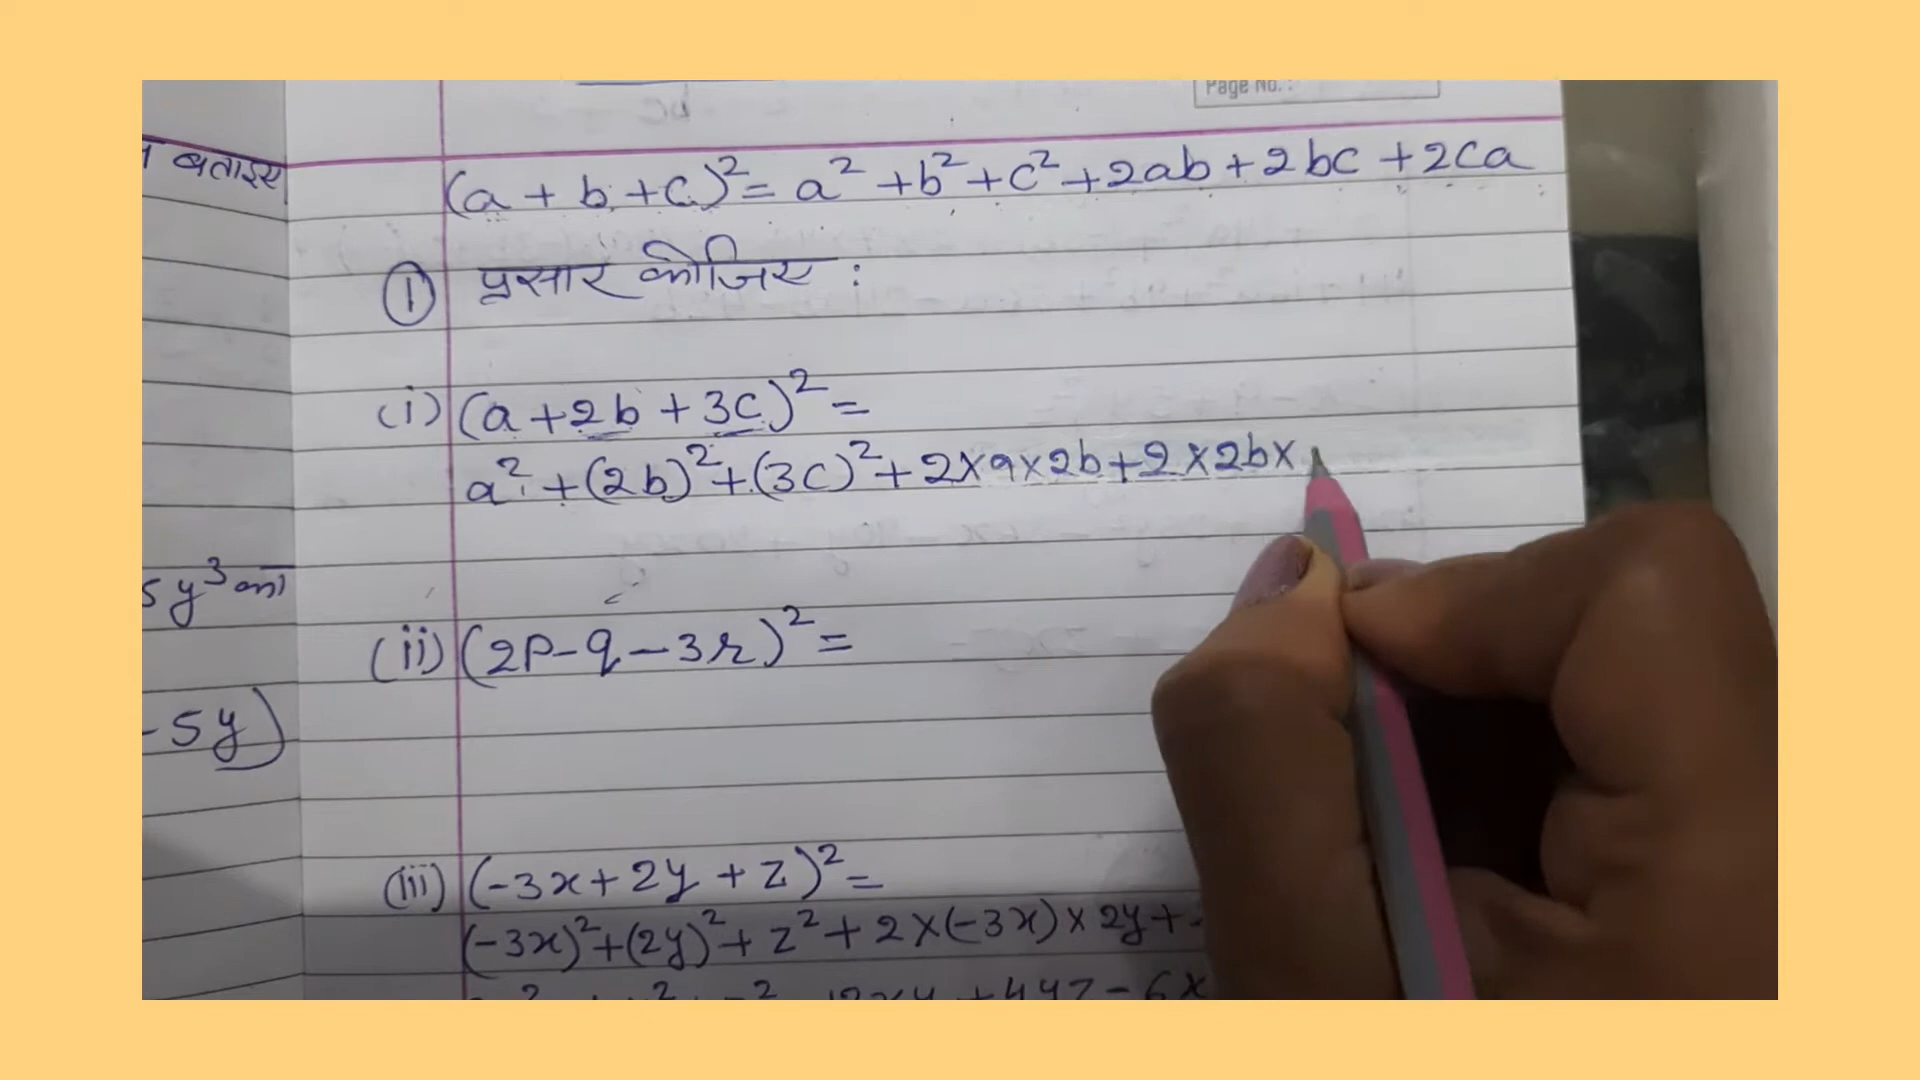 Page No. :
बताइए
(a + b + c)² = a² + b² + c² + 2ab + 2bc + 2ca
① प्रसार कीजिए :
(i) (a + 2b + 3c)² =
a² + (2b)² + (3c)² + 2 × a × 2b + 2 × 2b ×
5y³ का
(ii) (2p - q - 3r)² =
- 5y)
(iii) (-3x + 2y + z)² =
(-3x)² + (2y)² + z² + 2 × (-3x) × 2y +